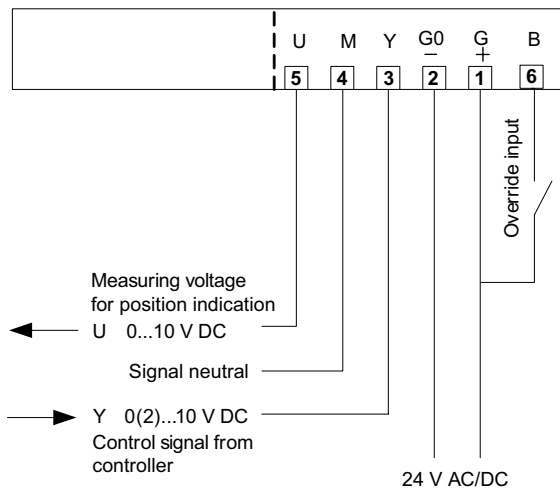 U M Y G0 G B
− +
5 4 3 2 1 6
Override input
Measuring voltage
for position indication
U 0...10 V DC
Signal neutral
Y 0(2)...10 V DC
Control signal from
controller
24 V AC/DC